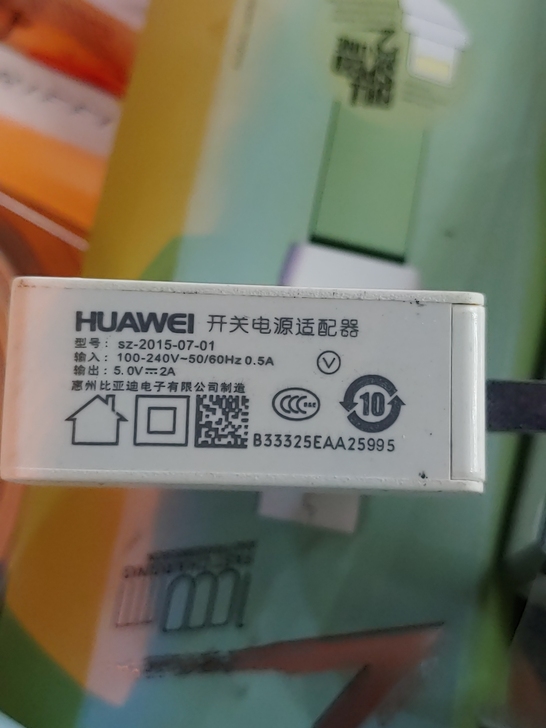 HUAWEI 开关电源适配器
型号: sz-2015-07-01
输入: 100-240V~50/60Hz 0.5A
输出: 5.0V⎓2A
惠州比亚迪电子有限公司制造
V
CCC
10
B33325EAA25995